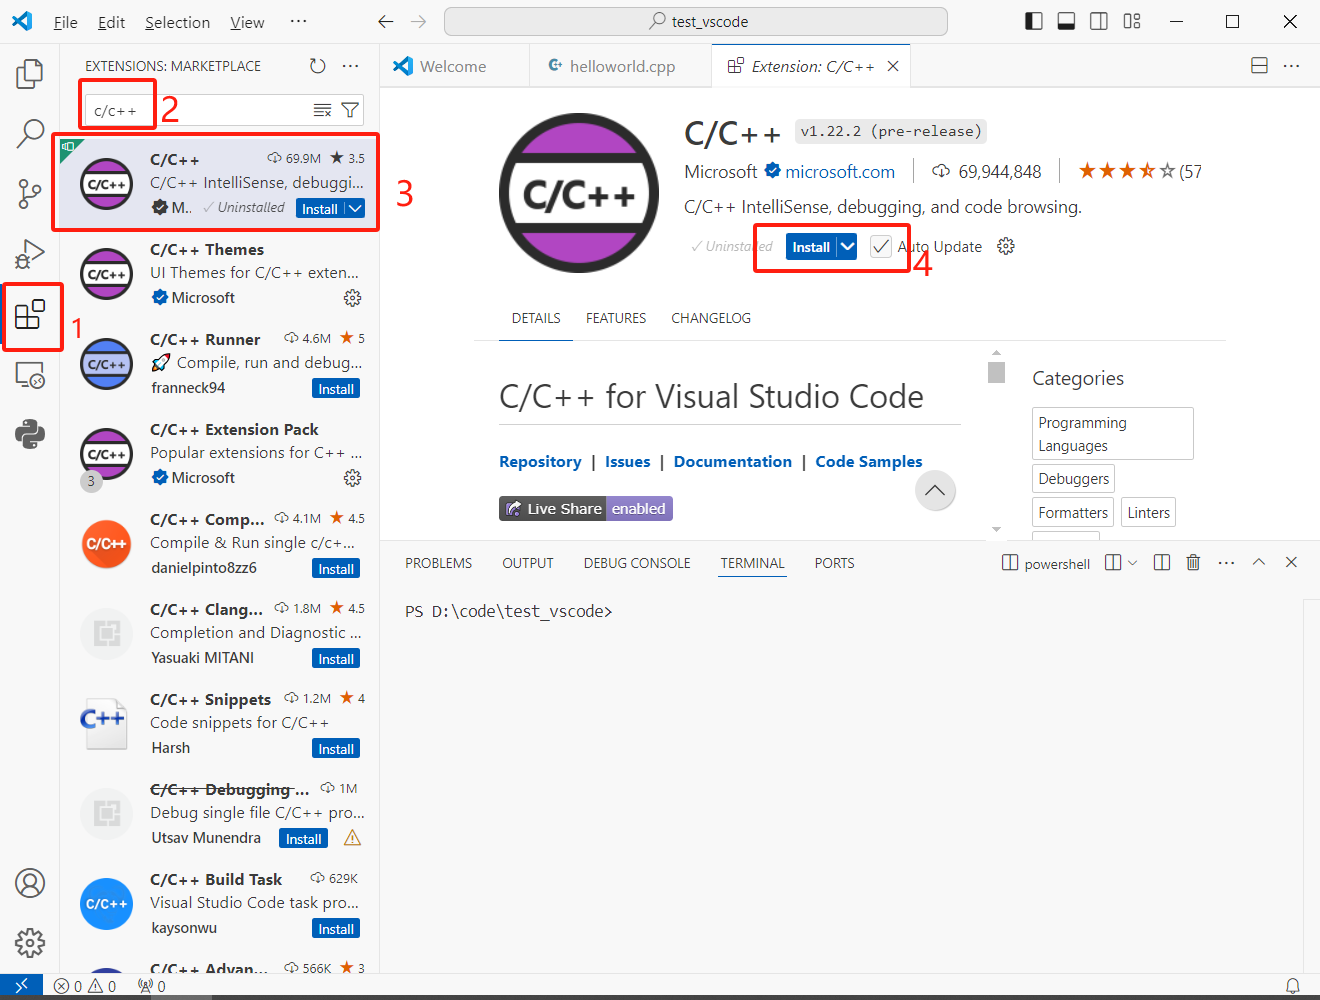 File Edit Selection View ···
test_vscode
EXTENSIONS: MARKETPLACE
c/c++
2
C/C++ 69.9M ★ 3.5
C/C++ IntelliSense, debuggi...
M.. ✓ Uninstalled Install
3
C/C++ Themes
UI Themes for C/C++ exten...
Microsoft
1
C/C++ Runner 4.6M ★ 5
🚀 Compile, run and debug...
franneck94 Install
C/C++ Extension Pack
Popular extensions for C++ ...
3 Microsoft
C/C++ Comp... 4.1M ★ 4.5
Compile & Run single c/c+...
danielpinto8zz6 Install
C/C++ Clang... 1.8M ★ 4.5
Completion and Diagnostic ...
Yasuaki MITANI Install
C/C++ Snippets 1.2M ★ 4
Code snippets for C/C++
Harsh Install
C/C++ Debugging ... 1M
Debug single file C/C++ pro...
Utsav Munendra Install
C/C++ Build Task 629K
Visual Studio Code task pro...
kaysonwu Install
C/C++ Advan... 566K ★ 3
C/C++
C/C++
C/C++
C/C++
C/C++
C++
C/C++
Welcome helloworld.cpp Extension: C/C++
C/C++
C/C++ v1.22.2 (pre-release)
Microsoft microsoft.com 69,944,848 ★★★★☆ (57
C/C++ IntelliSense, debugging, and code browsing.
✓ Uninstalled Install Auto Update
4
DETAILS FEATURES CHANGELOG
C/C++ for Visual Studio Code
Repository | Issues | Documentation | Code Samples
Live Share enabled
Categories
Programming
Languages
Debuggers
Formatters Linters
PROBLEMS OUTPUT DEBUG CONSOLE TERMINAL PORTS powershell
PS D:\code\test_vscode>
0 0 0